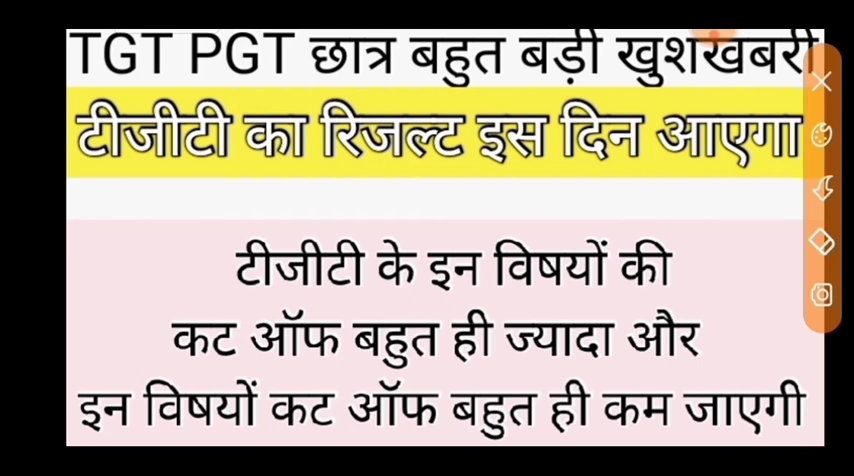 TGT PGT छात्र बहुत बड़ी खुशखबरी
टीजीटी का रिजल्ट इस दिन आएगा
टीजीटी के इन विषयों की
कट ऑफ बहुत ही ज्यादा और
इन विषयों कट ऑफ बहुत ही कम जाएगी